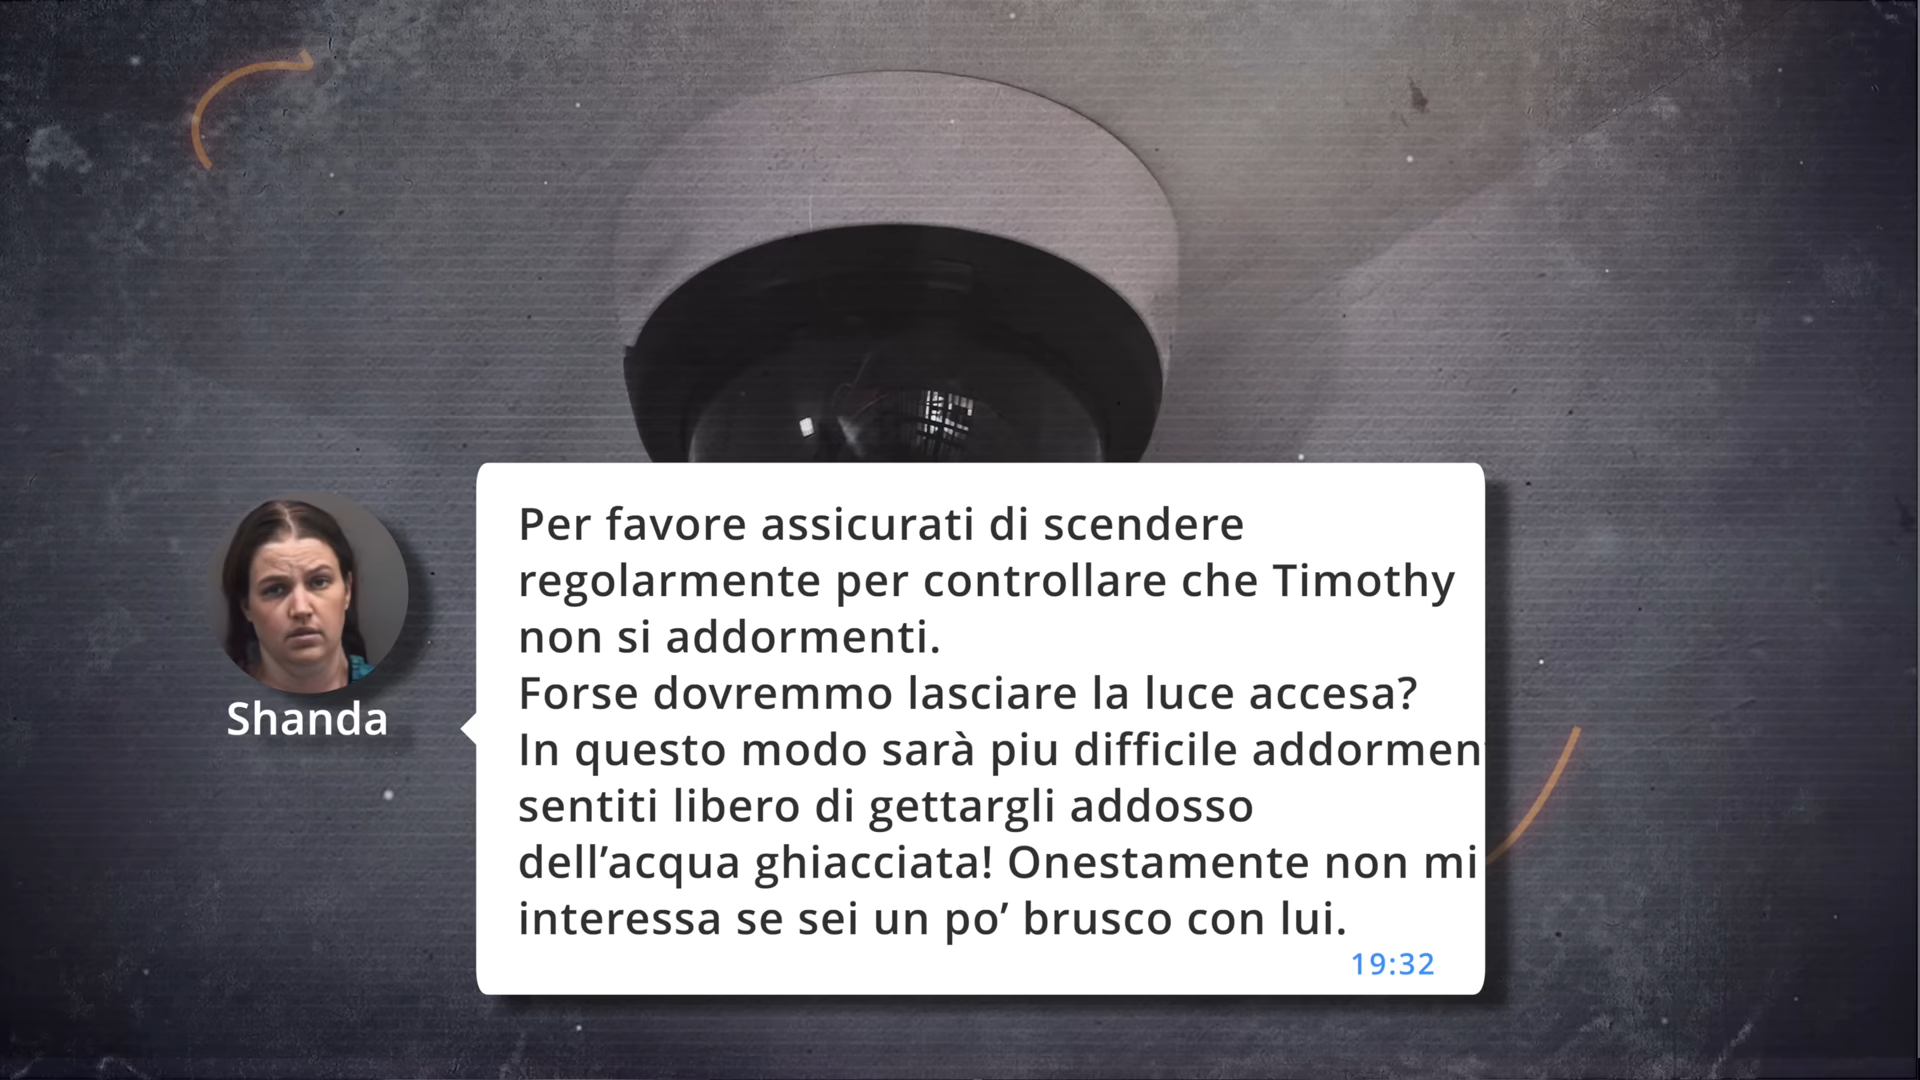 Per favore assicurati di scendere
regolarmente per controllare che Timothy
non si addormenti.
Forse dovremmo lasciare la luce accesa?
Shanda
In questo modo sarà piu difficile addormen
sentiti libero di gettargli addosso
dell’acqua ghiacciata! Onestamente non mi
interessa se sei un po’ brusco con lui.
19:32